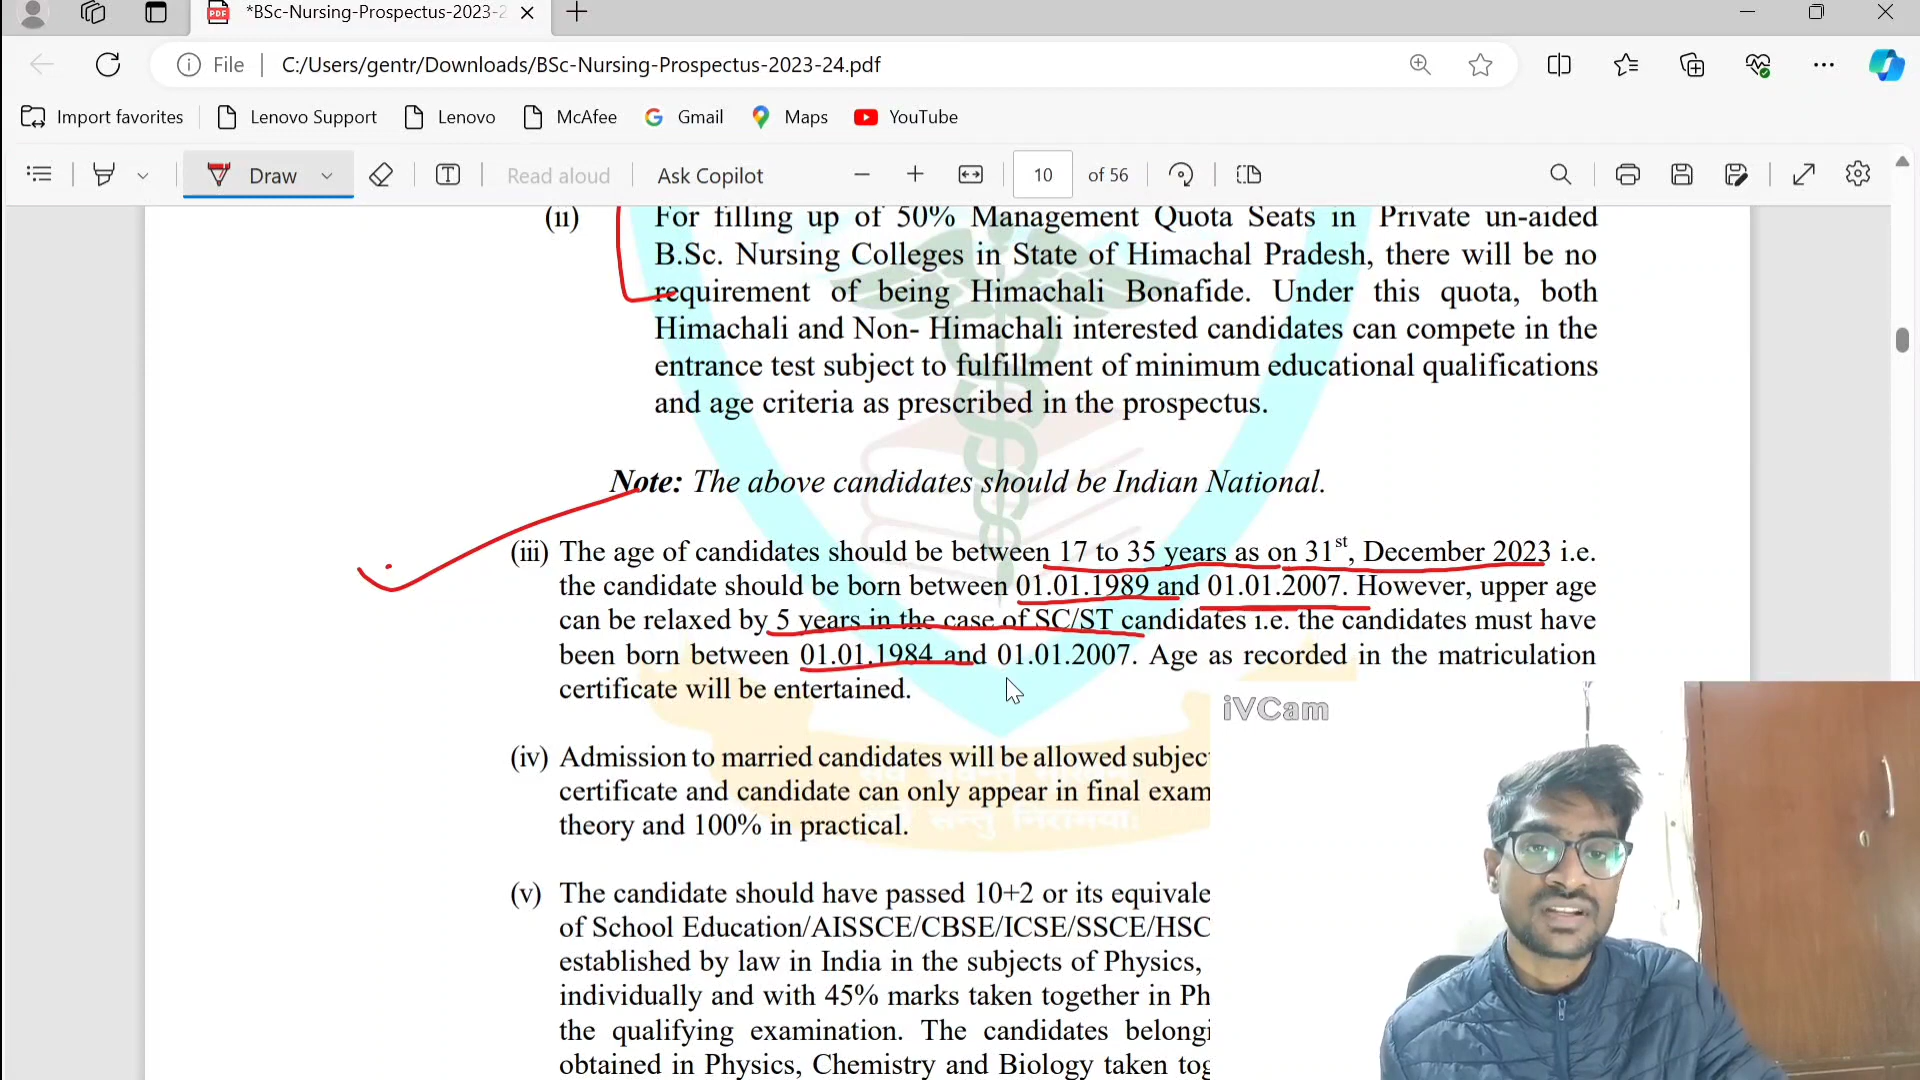 *BSc-Nursing-Prospectus-2023-2
File
C:/Users/gentr/Downloads/BSc-Nursing-Prospectus-2023-24.pdf
Import favorites
Lenovo Support
Lenovo
McAfee
Gmail
Maps
YouTube
Draw
Read aloud
Ask Copilot
10
of 56
(ii) For filling up of 50% Management Quota Seats in Private un-aided
B.Sc. Nursing Colleges in State of Himachal Pradesh, there will be no
requirement of being Himachali Bonafide. Under this quota, both
Himachali and Non- Himachali interested candidates can compete in the
entrance test subject to fulfillment of minimum educational qualifications
and age criteria as prescribed in the prospectus.
Note: The above candidates should be Indian National.
(iii) The age of candidates should be between 17 to 35 years as on 31st, December 2023 i.e.
the candidate should be born between 01.01.1989 and 01.01.2007. However, upper age
can be relaxed by 5 years in the case of SC/ST candidates i.e. the candidates must have
been born between 01.01.1984 and 01.01.2007. Age as recorded in the matriculation
certificate will be entertained.
iVCam
(iv) Admission to married candidates will be allowed subjec
certificate and candidate can only appear in final exam
theory and 100% in practical.
(v) The candidate should have passed 10+2 or its equivale
of School Education/AISSCE/CBSE/ICSE/SSCE/HSC
established by law in India in the subjects of Physics,
individually and with 45% marks taken together in Ph
the qualifying examination. The candidates belongi
obtained in Physics, Chemistry and Biology taken tog